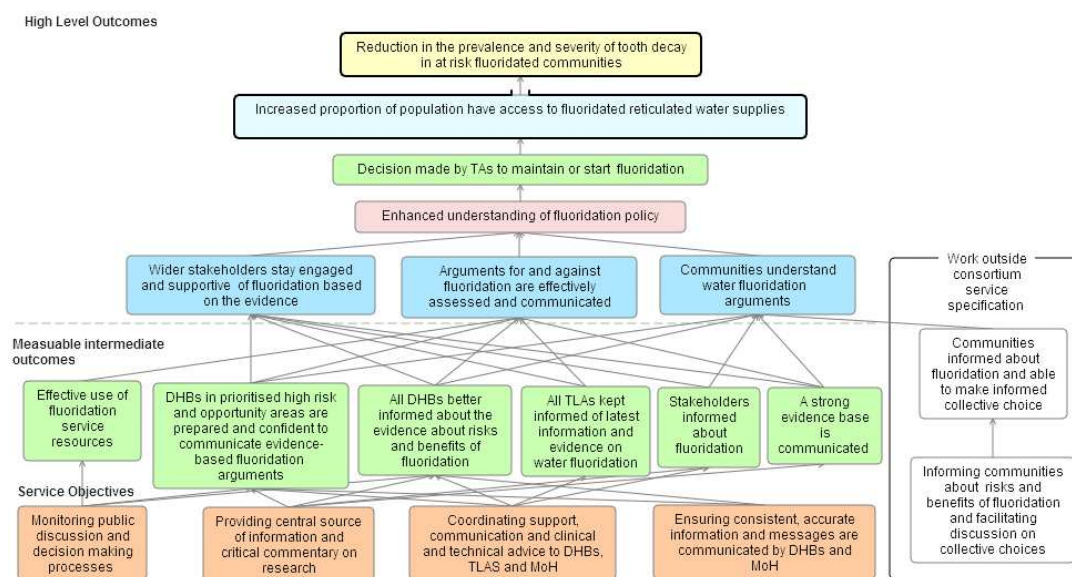 High Level Outcomes
Reduction in the prevalence and severity of tooth decay
in at risk fluoridated communities
Increased proportion of population have access to fluoridated reticulated water supplies
Decision made by TAs to maintain or start fluoridation
Enhanced understanding of fluoridation policy
Wider stakeholders stay engaged
and supportive of fluoridation based
on the evidence
Arguments for and against
fluoridation are effectively
assessed and communicated
Communities understand
water fluoridation
arguments
Work outside
consortium
service
specification
Measuable intermediate
outcomes
Effective use of
fluoridation
service
resources
DHBs in prioritised high risk
and opportunity areas are
prepared and confident to
communicate evidence-
based fluoridation
arguments
All DHBs better
informed about the
evidence about risks
and benefits of
fluoridation
All TLAs kept
informed of latest
information and
evidence on
water fluoridation
Stakeholders
informed
about
fluoridation
A strong
evidence base
is
communicated
Communities
informed about
fluoridation and able
to make informed
collective choice
Service Objectives
Monitoring public
discussion and
decision making
processes
Providing central source
of information and
critical commentary on
research
Coordinating support,
communication and clinical
and technical advice to DHBs,
TLAS and MoH
Ensuring consistent, accurate
information and messages are
communicated by DHBs and
MoH
Informing communities
about risks and
benefits of fluoridation
and facilitating
discussion on
collective choices